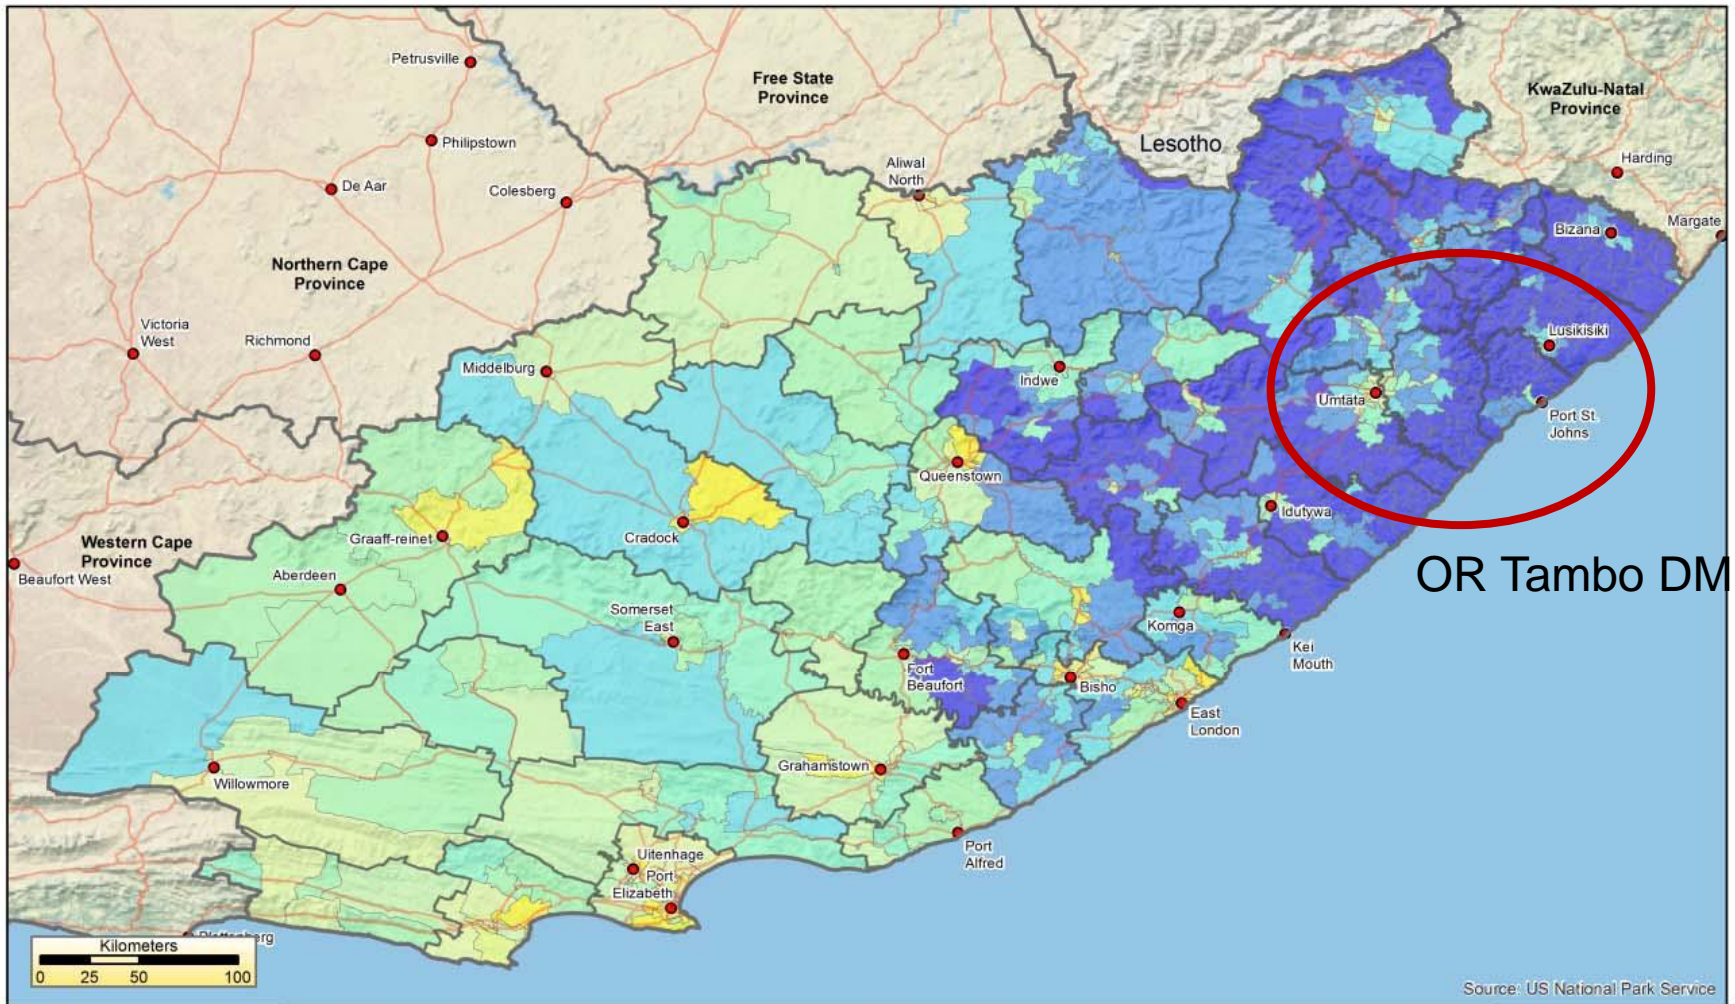 Petrusville
Free State
Province
KwaZulu-Natal
Province
Philipstown
Lesotho
Harding
Aliwal
North
De Aar
Colesberg
Margate
Bizana
Northern Cape
Province
Victoria
West
Richmond
Lusikisiki
Middelburg
Indwe
Umtata
Port St.
Johns
Queenstown
Idutywa
Western Cape
Province
Graaff-reinet
Cradock
Beaufort West
Aberdeen
OR Tambo DM
Somerset
East
Komga
Kei
Mouth
Fort
Beaufort
Bisho
East
London
Grahamstown
Willowmore
Port
Alfred
Uitenhage
Port
Elizabeth
Kilometers
0 25 50 100
Source: US National Park Service